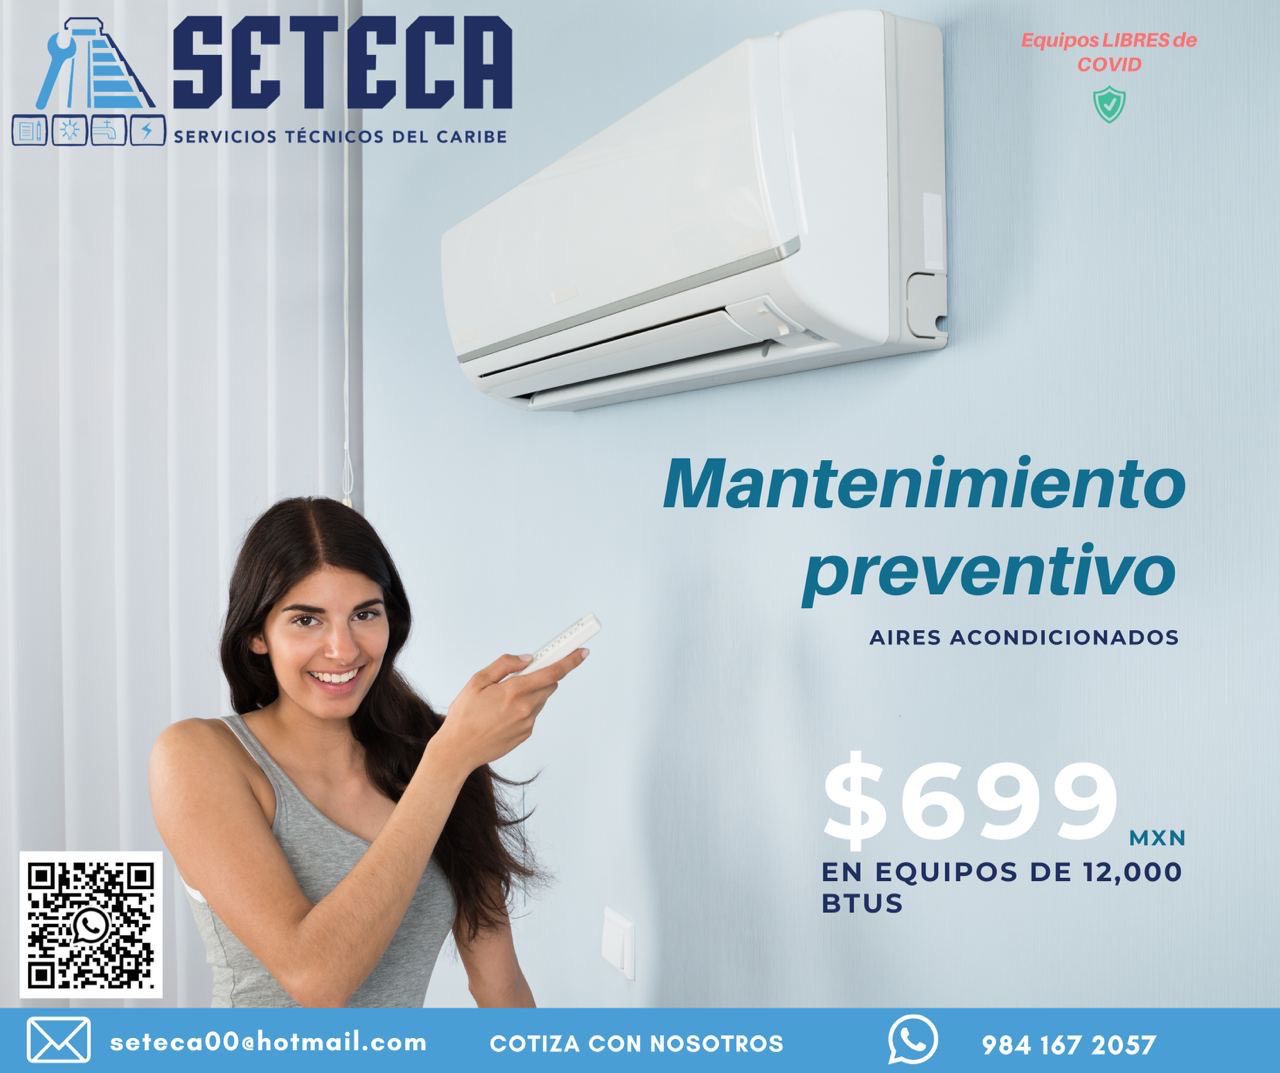 SETECA
SERVICIOS TÉCNICOS DEL CARIBE
Equipos LIBRES de
COVID
Mantenimiento
preventivo
AIRES ACONDICIONADOS
$699 MXN
EN EQUIPOS DE 12,000
BTUS
seteca00@hotmail.com
COTIZA CON NOSOTROS
984 167 2057